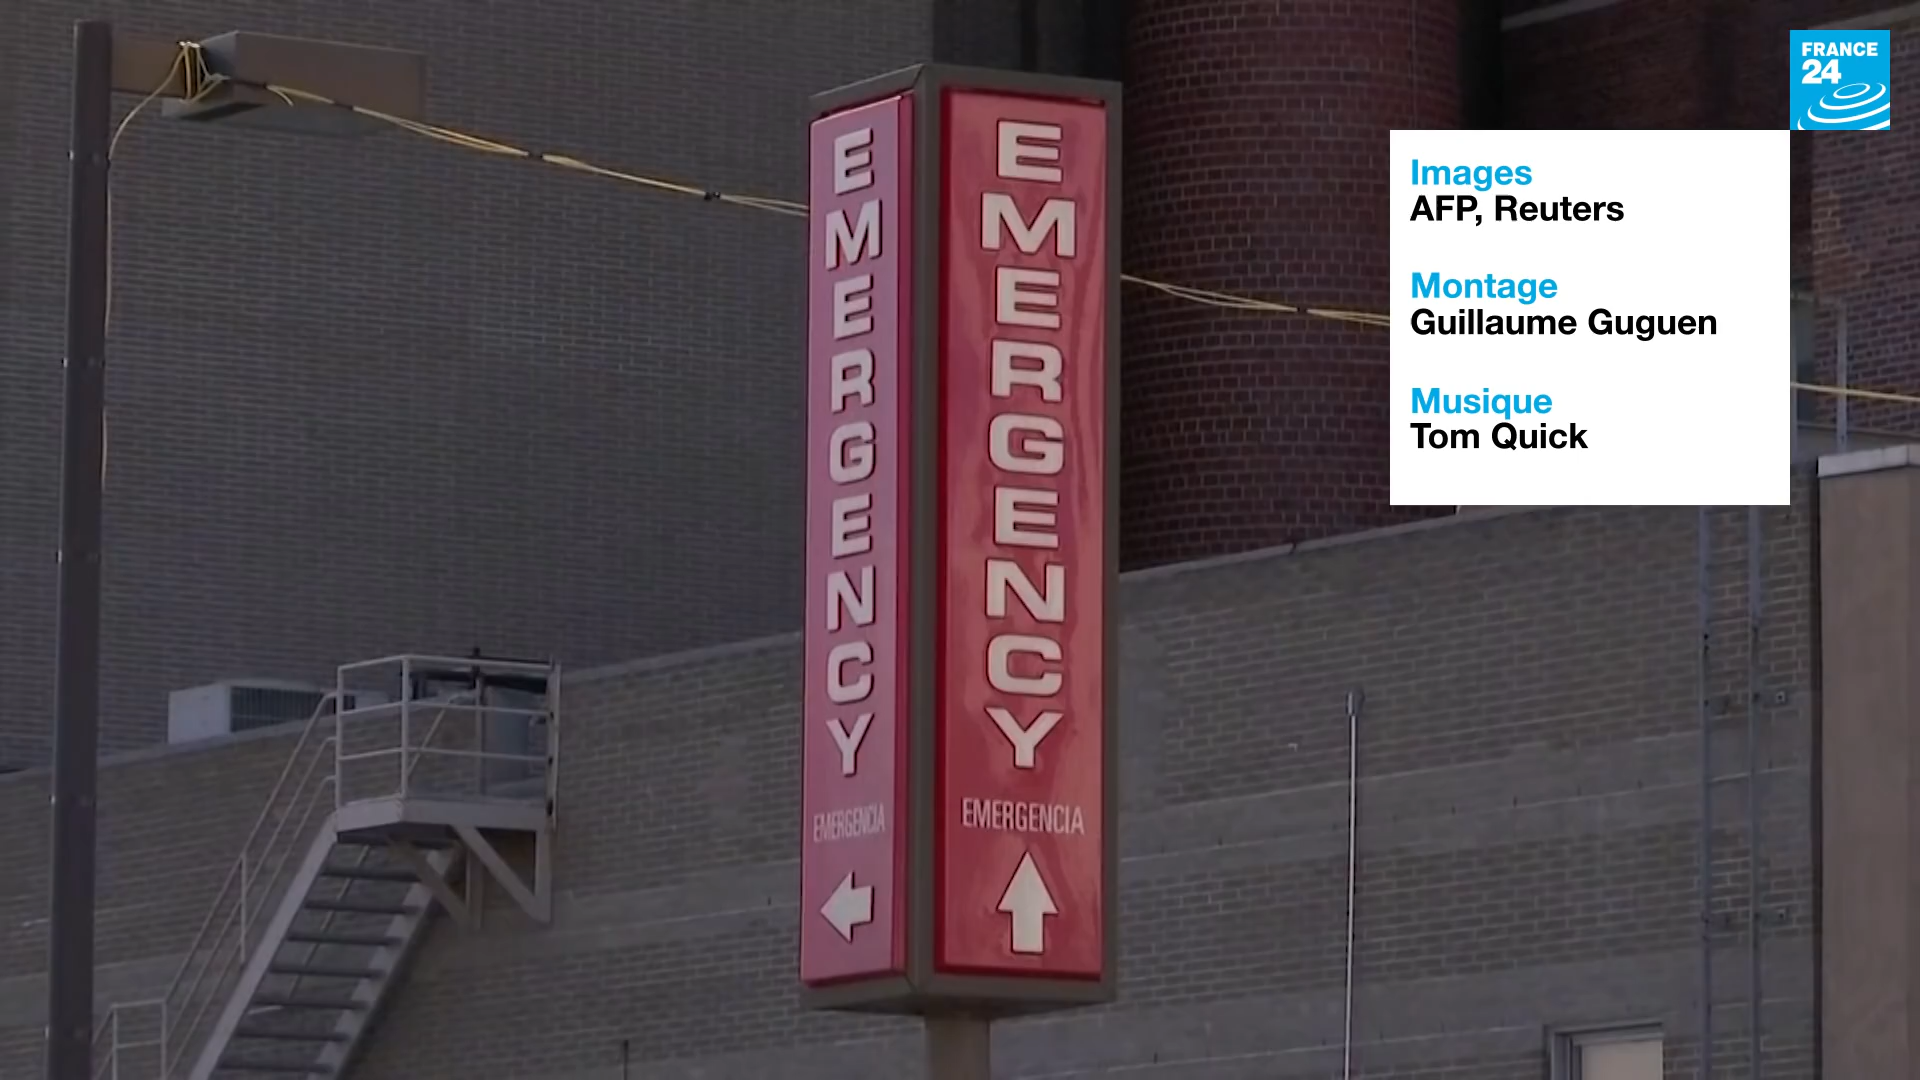 EMERGENCY
EMERGENCIA
EMERGENCY
EMERGENCIA
FRANCE
24
Images
AFP, Reuters
Montage
Guillaume Guguen
Musique
Tom Quick